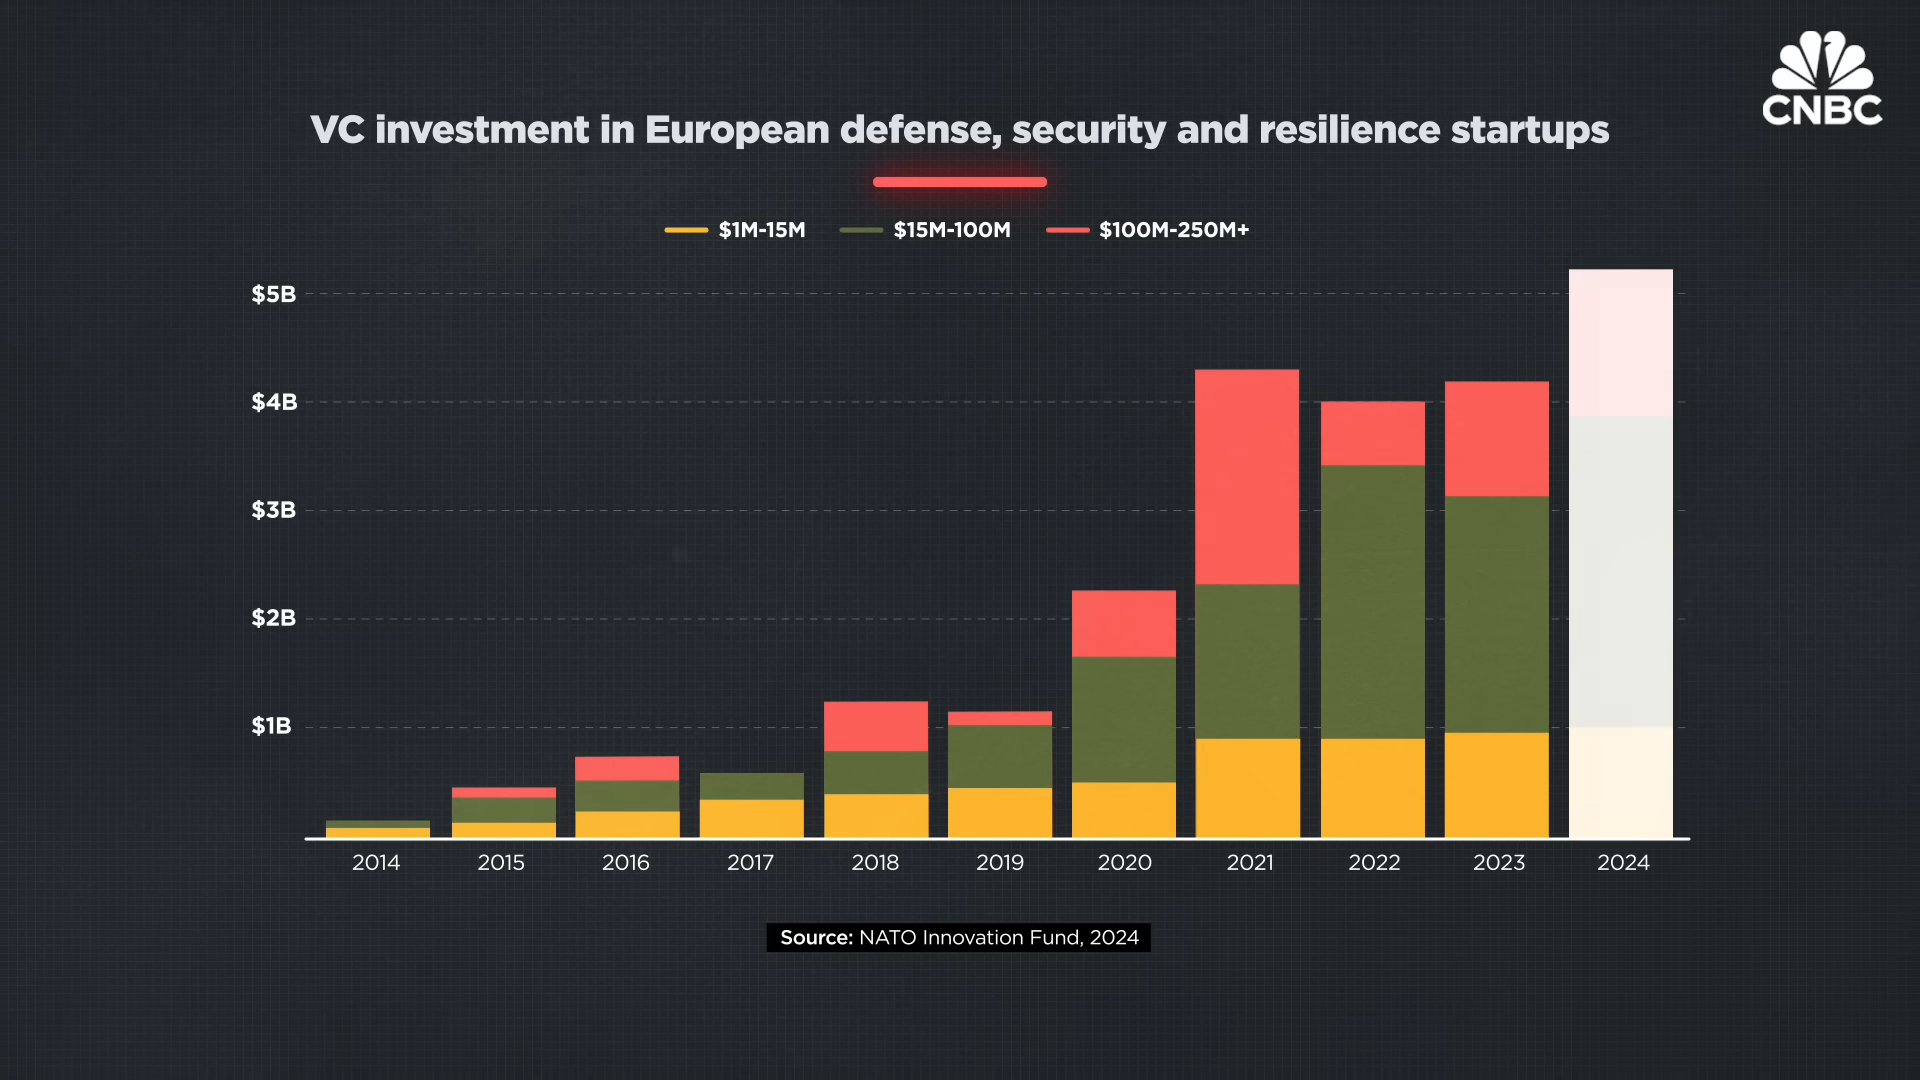 CNBC
VC investment in European defense, security and resilience startups
$1M-15M $15M-100M $100M-250M+
$5B
$4B
$3B
$2B
$1B
2014 2015 2016 2017 2018 2019 2020 2021 2022 2023 2024
Source: NATO Innovation Fund, 2024